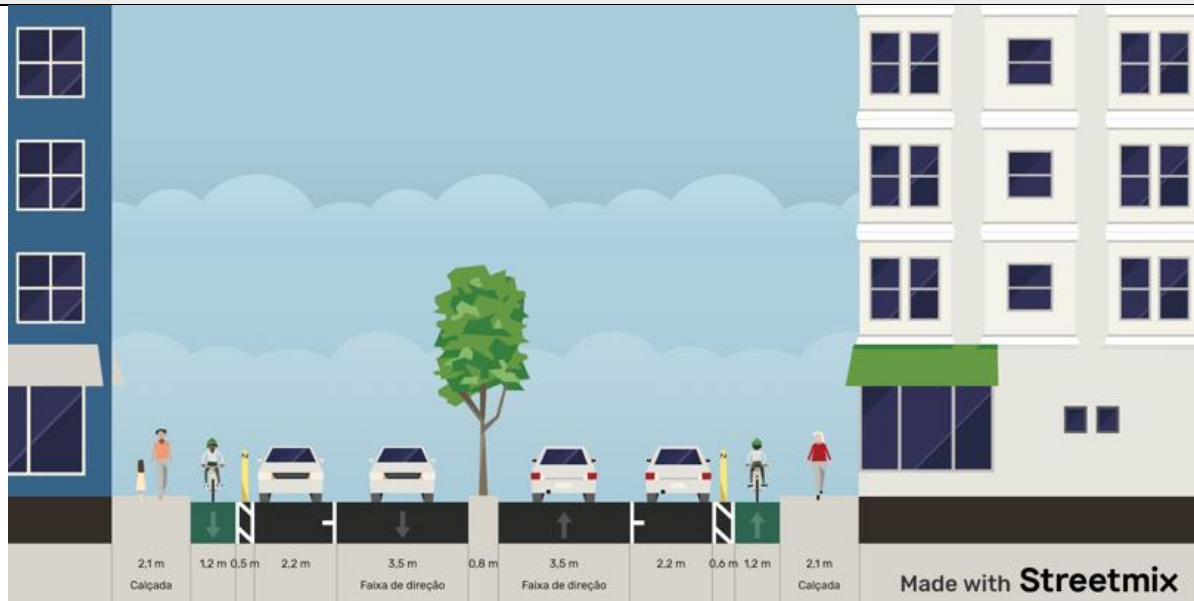 2,1 m 1,2 m 0,5 m 2,2 m 3,5 m 0,8 m 3,5 m 2,2 m 0,6 m 1,2 m 2,1 m
Calçada Faixa de direção Faixa de direção Calçada
Made with Streetmix